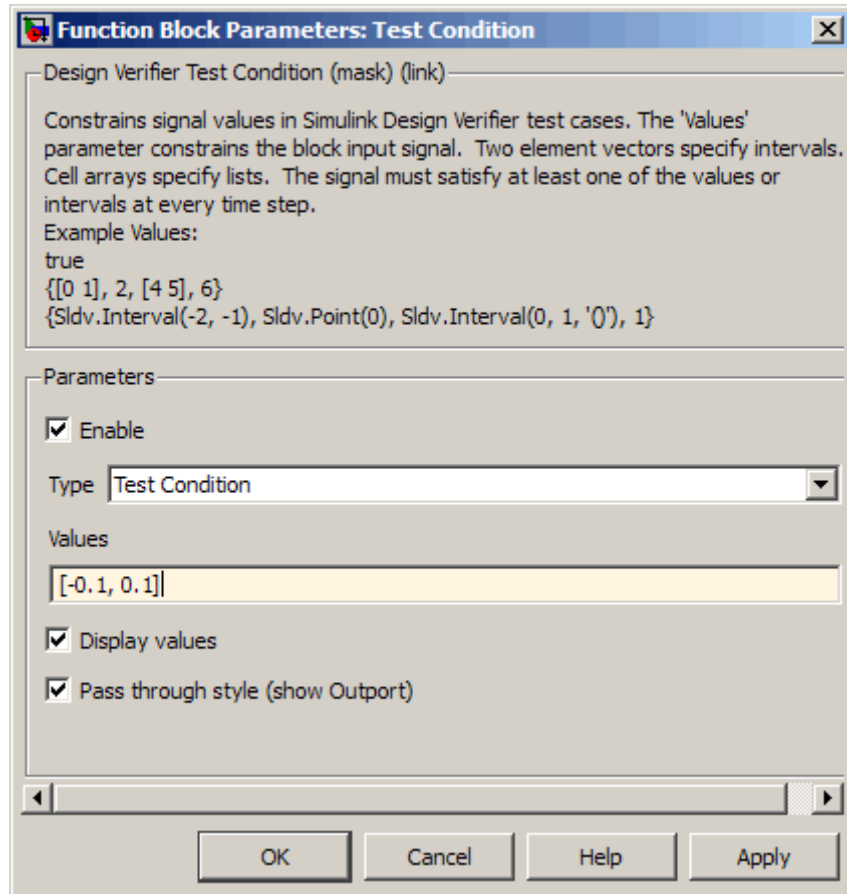 Function Block Parameters: Test Condition
Design Verifier Test Condition (mask) (link)
Constrains signal values in Simulink Design Verifier test cases. The 'Values'
parameter constrains the block input signal.  Two element vectors specify intervals.
Cell arrays specify lists.  The signal must satisfy at least one of the values or
intervals at every time step.
Example Values:
true
{[0 1], 2, [4 5], 6}
{Sldv.Interval(-2, -1), Sldv.Point(0), Sldv.Interval(0, 1, '()'), 1}
Parameters
Enable
Type Test Condition
Values
[-0.1, 0.1]
Display values
Pass through style (show Outport)
OK Cancel Help Apply